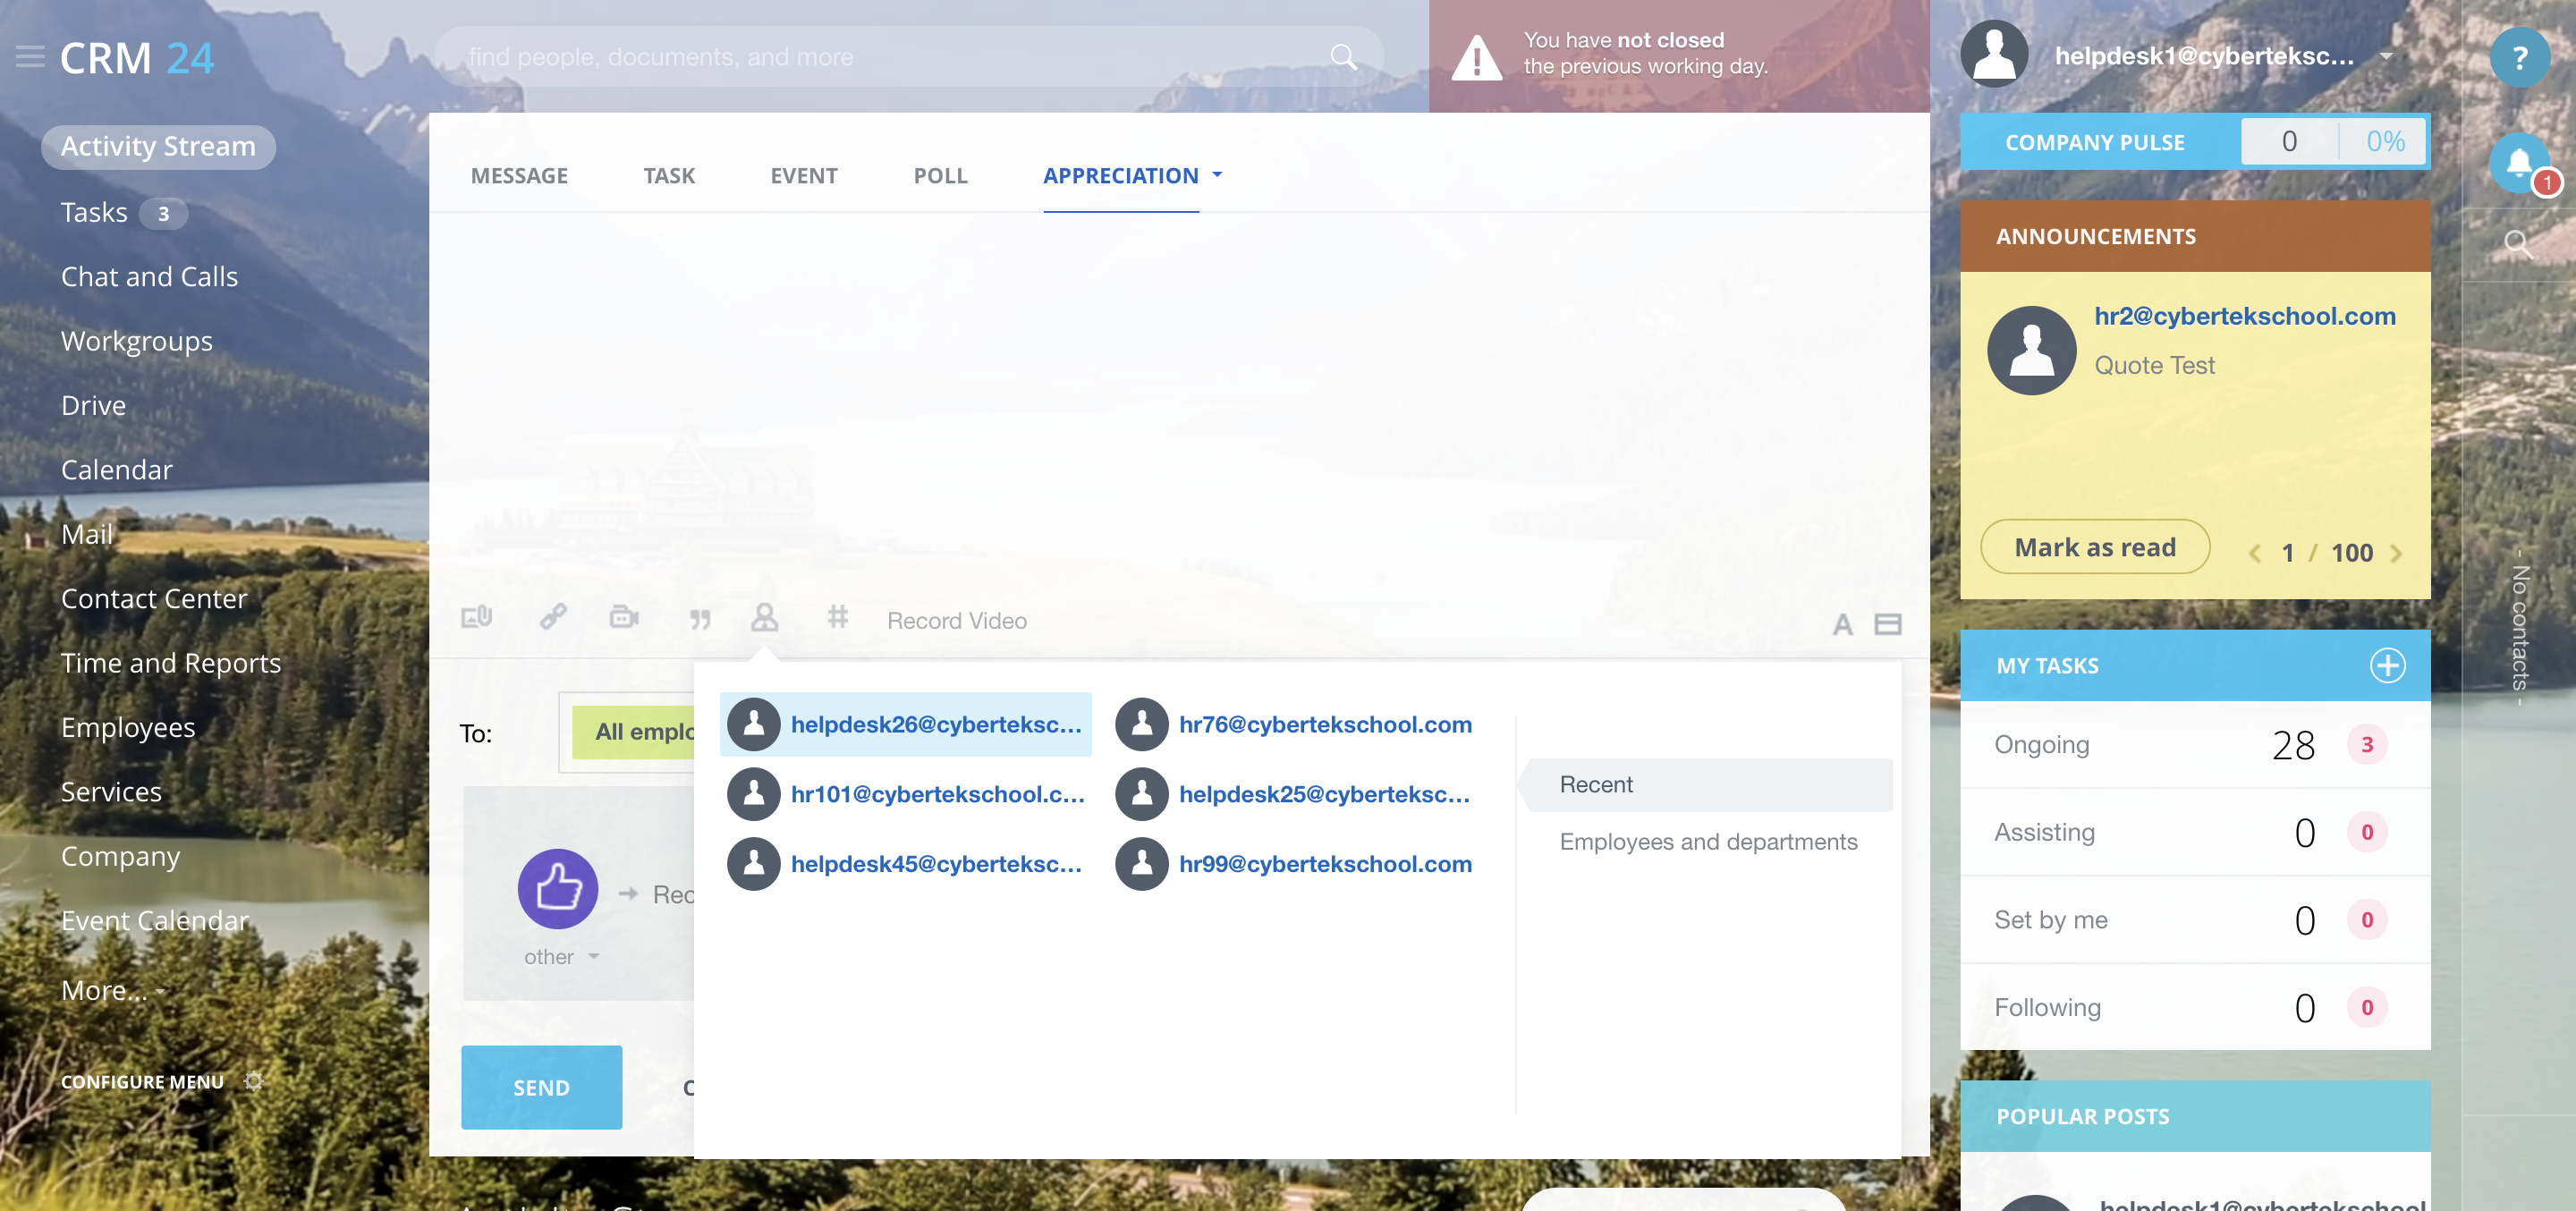 CRM 24
find people, documents, and more
You have not closed
the previous working day.
helpdesk1@cyberteksc...
?
Activity Stream
Tasks 3
Chat and Calls
Workgroups
Drive
Calendar
Mail
Contact Center
Time and Reports
Employees
Services
Company
Event Calendar
More...
CONFIGURE MENU
MESSAGE TASK EVENT POLL APPRECIATION
Record Video
A
To:
All emplo
Rec
other
SEND
C
helpdesk26@cyberteksc...
hr76@cybertekschool.com
hr101@cybertekschool.c...
helpdesk25@cyberteksc...
helpdesk45@cyberteksc...
hr99@cybertekschool.com
Recent
Employees and departments
COMPANY PULSE 0 0%
1
ANNOUNCEMENTS
hr2@cybertekschool.com
Quote Test
Mark as read
1 / 100
MY TASKS
Ongoing 28 3
Assisting 0 0
Set by me 0 0
Following 0 0
POPULAR POSTS
helpdesk1@cybertekschool
- No contacts -